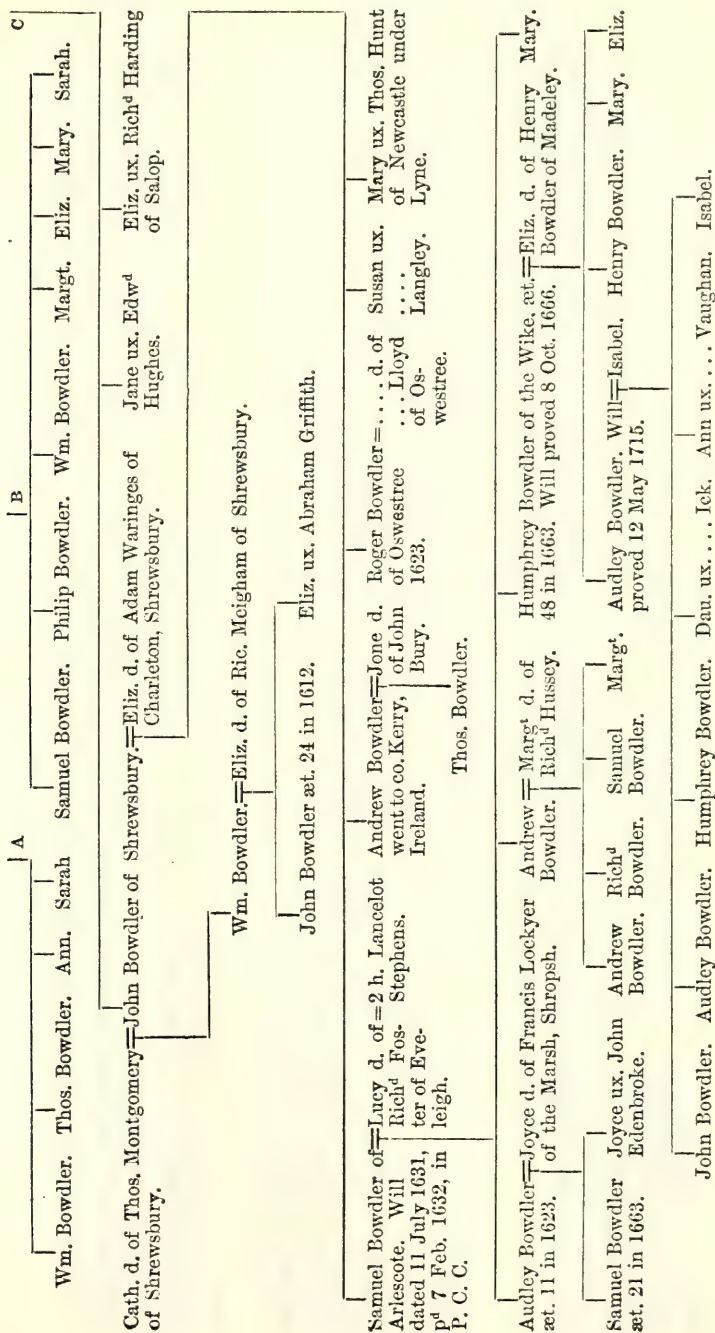 A
B
C
Wm. Bowdler. Thos. Bowdler. Ann. Sarah
Samuel Bowdler. Philip Bowdler. Wm. Bowdler. Margt. Eliz. Mary. Sarah.
Cath. d. of Thos. Montgomery=John Bowdler of Shrewsbury.=Eliz. d. of Adam Waringes of
of Shrewsbury.
Charleton, Shrewsbury.
Jane ux. Edwd
Hughes.
Eliz. ux. Richd Harding
of Salop.
Wm. Bowdler.=Eliz. d. of Ric. Mcigham of Shrewsbury.
John Bowdler æt. 24 in 1612. Eliz. ux. Abraham Griffith.
Samuel Bowdler of=Lucy d. of=2 h. Lancelot
Arlescote. Will Richd Fos- Stephens.
dated 11 July 1631, ter of Eve-
pd 7 Feb. 1632, in leigh.
P. C. C.
Andrew Bowdler=Jone d.
went to co. Kerry, of John
Ireland. Bury.
Thos. Bowdler.
Roger Bowdler=.... d. of
of Oswestree ... Lloyd
1623. of Os-
westree.
Susan ux.
....
Langley.
Mary ux. Thos. Hunt
of Newcastle under
Lyne.
Audley Bowdler=Joyce d. of Francis Lockyer
æt. 11 in 1623. of the Marsh, Shropsh.
Andrew = Margt d. of
Bowdler. Richd Hussey.
Humphrey Bowdler of the Wike, æt.=Eliz. d. of Henry Mary.
48 in 1663. Will proved 8 Oct. 1666. Bowdler of Madeley.
Samuel Bowdler Joyce ux. John
æt. 21 in 1663. Edenbroke.
Andrew Richd Samuel Margt.
Bowdler. Bowdler. Bowdler.
Audley Bowdler. Will=Isabel. Henry Bowdler. Mary. Eliz.
proved 12 May 1715.
John Bowdler. Audley Bowdler. Humphrey Bowdler. Dau. ux.... Ick. Ann ux.... Vaughan. Isabel.